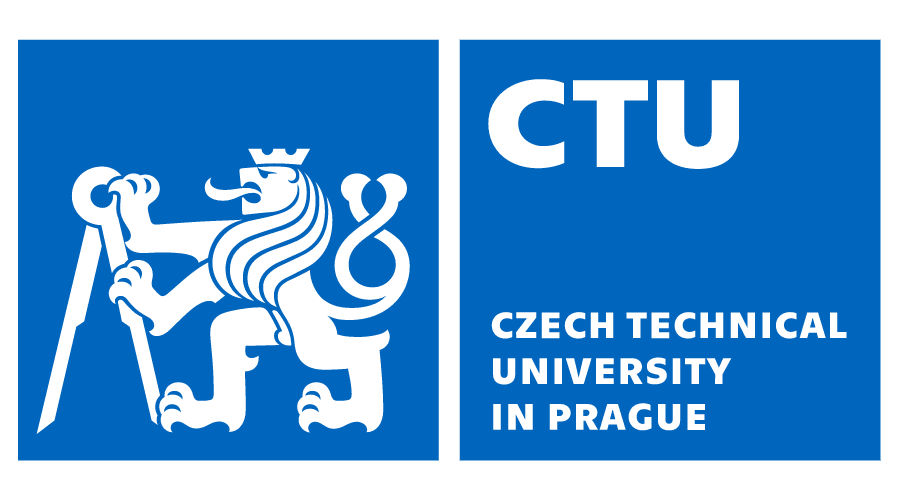 CTU
CZECH TECHNICAL
UNIVERSITY
IN PRAGUE